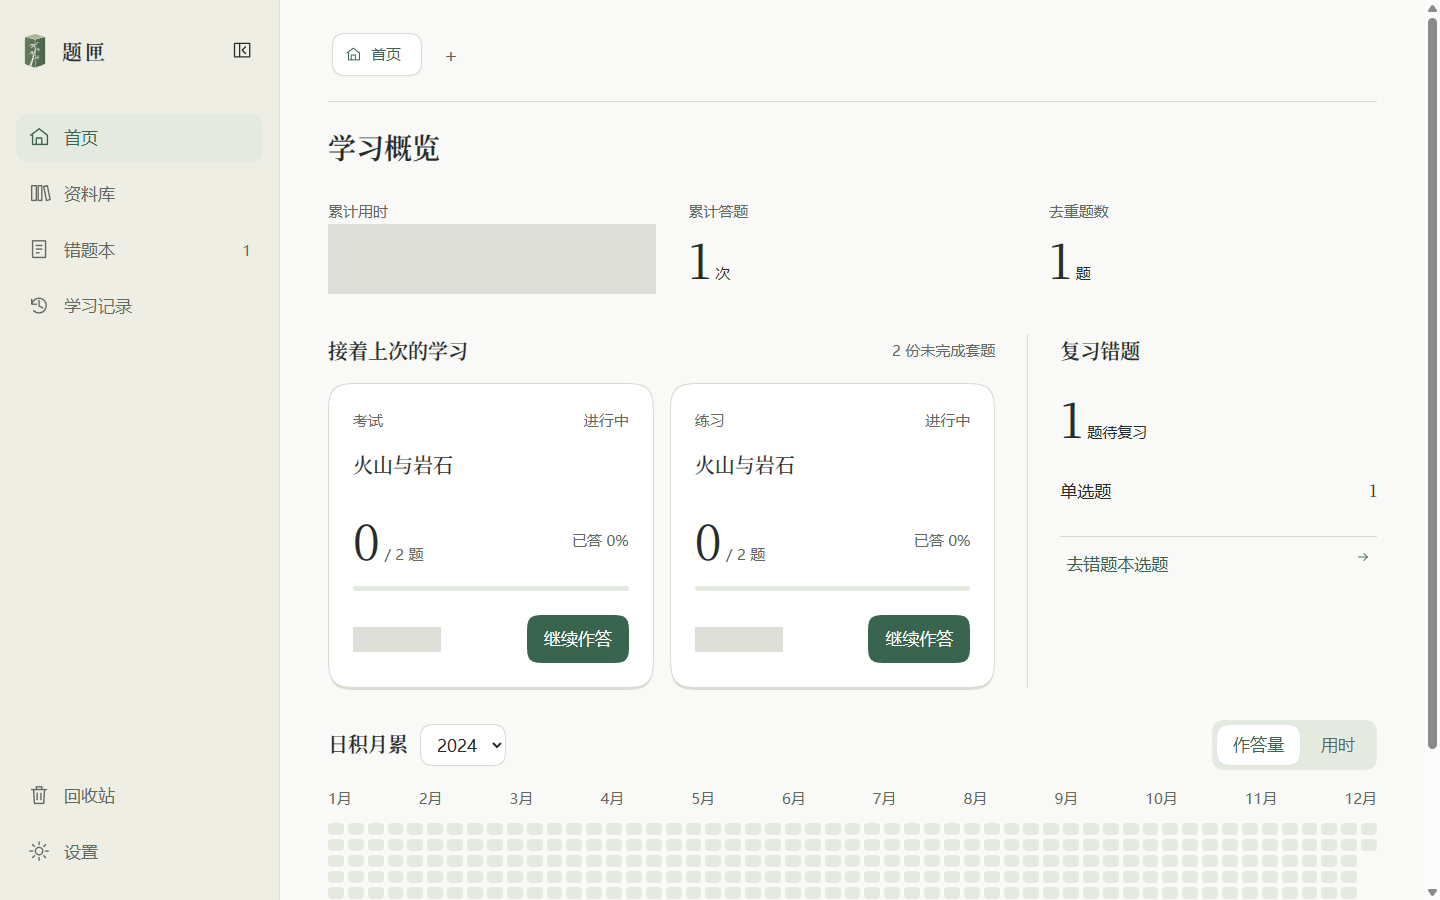 题匣
首页
资料库
错题本 1
学习记录
回收站
设置
首页 +
学习概览
累计用时
累计答题
1 次
去重题数
1 题
接着上次的学习 2 份未完成套题
考试 进行中
火山与岩石
0 / 2 题 已答 0%
继续作答
练习 进行中
火山与岩石
0 / 2 题 已答 0%
继续作答
复习错题
1 题待复习
单选题 1
去错题本选题 →
日积月累 2024 作答量 用时
1月 2月 3月 4月 5月 6月 7月 8月 9月 10月 11月 12月